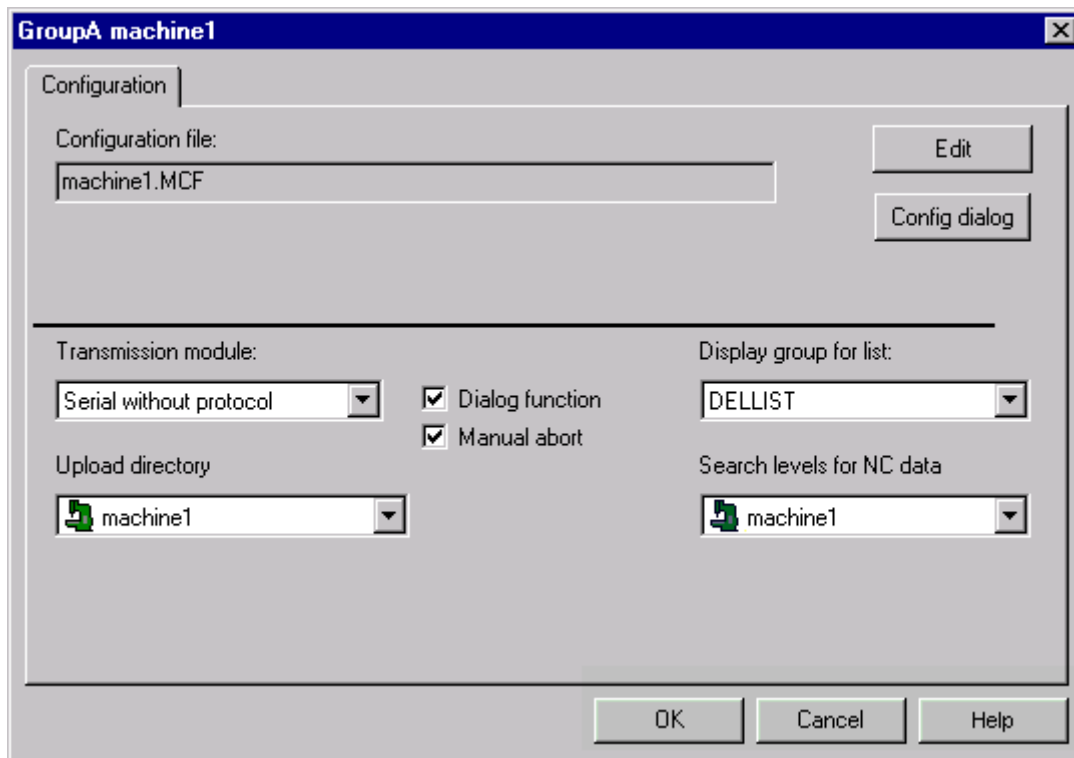 GroupA machine1
Configuration
Configuration file:
machine1.MCF
Edit
Config dialog
Transmission module:
Serial without protocol
Dialog function
Manual abort
Display group for list:
DELLIST
Upload directory
machine1
Search levels for NC data
machine1
OK
Cancel
Help